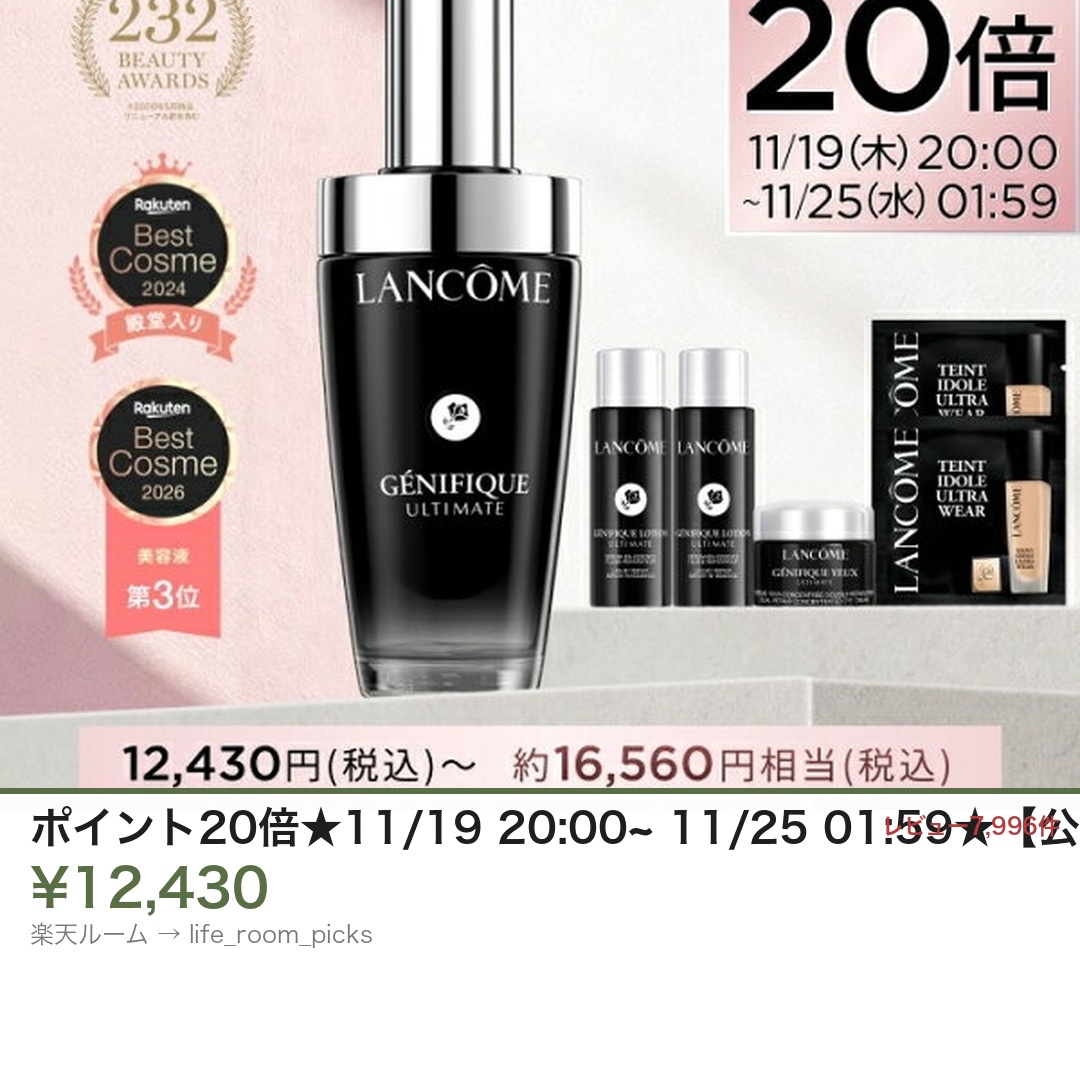 232
BEAUTY
AWARDS
20倍
11/19(木)20:00
~11/25(水) 01:59
Rakuten
Best
Cosme
2024
殿堂入り
Rakuten
Best
Cosme
2026
美容液
第3位
LANCÔME
GÉNIFIQUE
ULTIMATE
LANCÔME
GÉNIFIQUE LOTION
ULTIMATE
LANCÔME
GÉNIFIQUE LOTION
ULTIMATE
LANCÔME
GÉNIFIQUE YEUX
ULTIMATE
LANCÔME
TEINT
IDOLE
ULTRA
WEAR
LANCÔME
TEINT
IDOLE
ULTRA
WEAR
LANCÔME
12,430円(税込)～ 約16,560円相当(税込)
ポイント20倍★11/19 20:00~ 11/25 01:59★【公
レビュー7,996件
¥12,430
楽天ルーム → life_room_picks